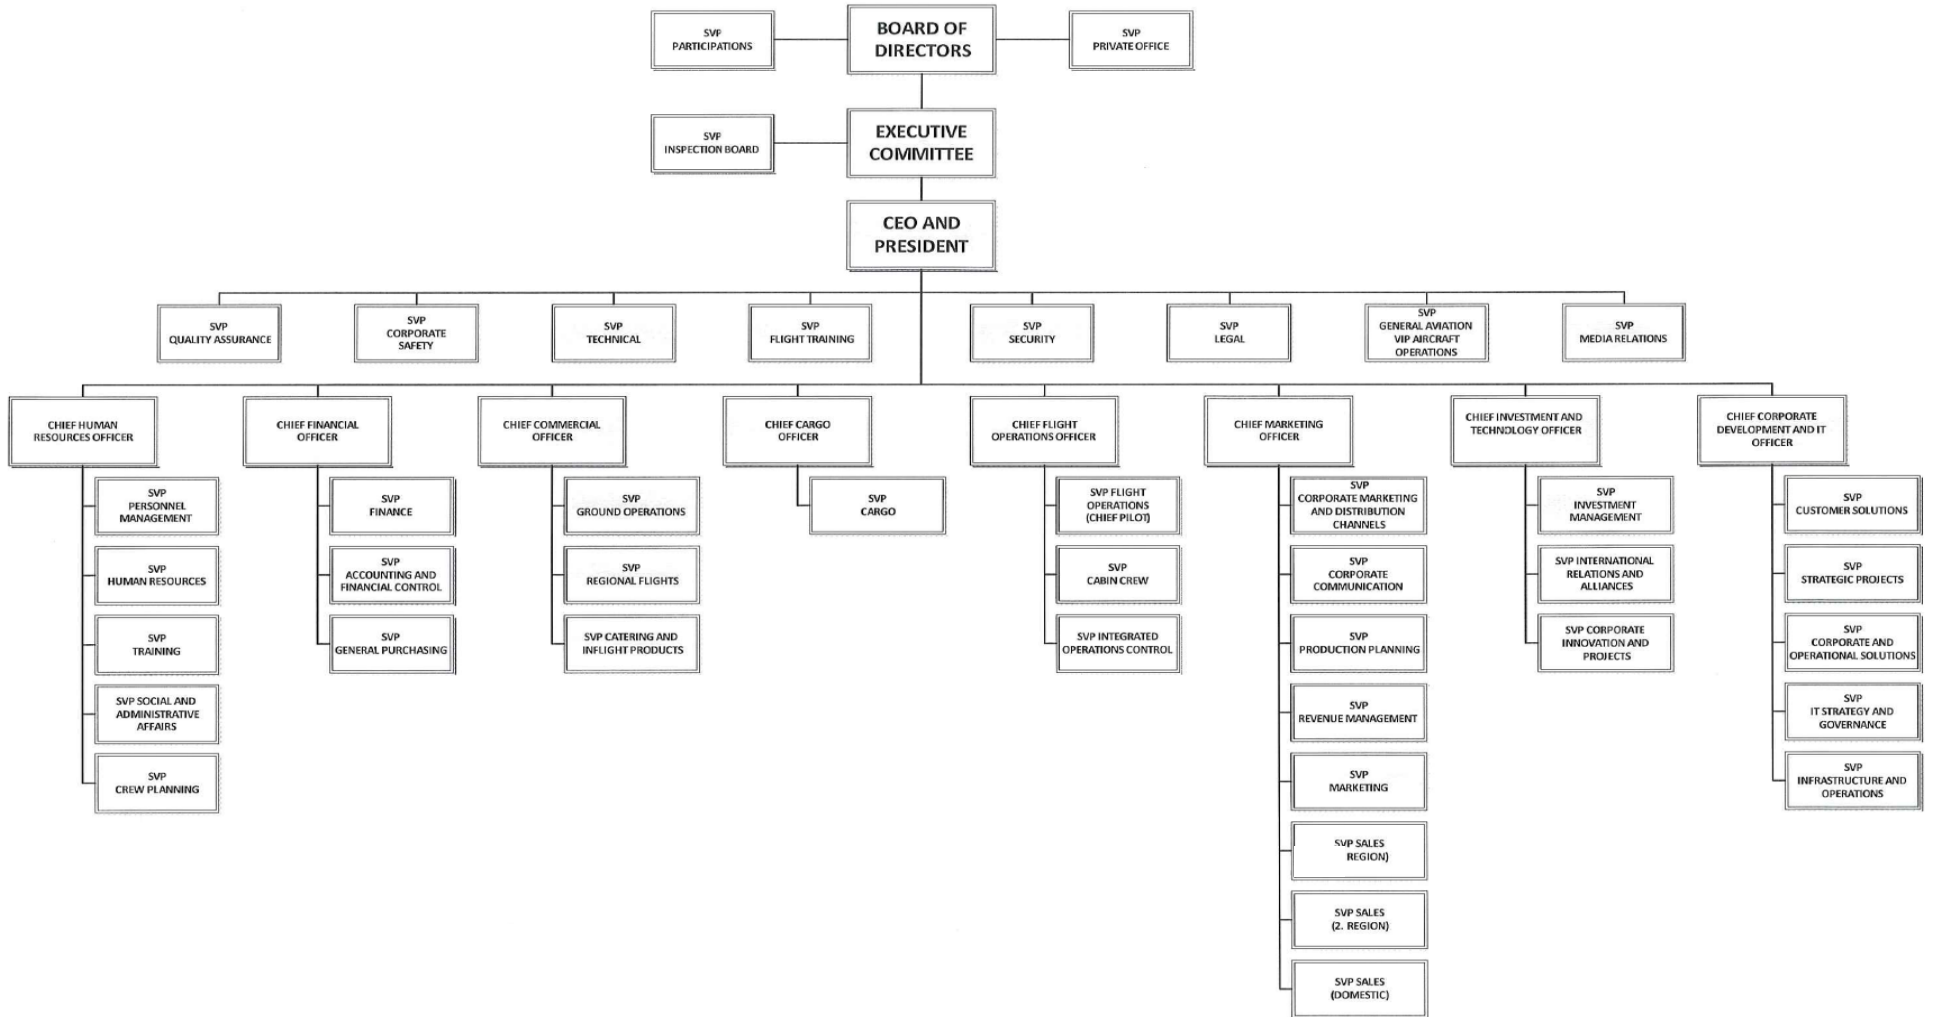 SVP
PARTICIPATIONS
BOARD OF
DIRECTORS
SVP
PRIVATE OFFICE
SVP
INSPECTION BOARD
EXECUTIVE
COMMITTEE
CEO AND
PRESIDENT
SVP
QUALITY ASSURANCE
SVP
CORPORATE
SAFETY
SVP
TECHNICAL
SVP
FLIGHT TRAINING
SVP
SECURITY
SVP
LEGAL
SVP
GENERAL AVIATION
VIP AIRCRAFT
OPERATIONS
SVP
MEDIA RELATIONS
CHIEF HUMAN
RESOURCES OFFICER
SVP
PERSONNEL
MANAGEMENT
SVP
HUMAN RESOURCES
SVP
TRAINING
SVP SOCIAL AND
ADMINISTRATIVE
AFFAIRS
SVP
CREW PLANNING
CHIEF FINANCIAL
OFFICER
SVP
FINANCE
SVP
ACCOUNTING AND
FINANCIAL CONTROL
SVP
GENERAL PURCHASING
CHIEF COMMERCIAL
OFFICER
SVP
GROUND OPERATIONS
SVP
REGIONAL FLIGHTS
SVP CATERING AND
INFLIGHT PRODUCTS
CHIEF CARGO
OFFICER
SVP
CARGO
CHIEF FLIGHT
OPERATIONS OFFICER
SVP FLIGHT
OPERATIONS
(CHIEF PILOT)
SVP
CABIN CREW
SVP INTEGRATED
OPERATIONS CONTROL
CHIEF MARKETING
OFFICER
SVP
CORPORATE MARKETING
AND DISTRIBUTION
CHANNELS
SVP
CORPORATE
COMMUNICATION
SVP
PRODUCTION PLANNING
SVP
REVENUE MANAGEMENT
SVP
MARKETING
SVP SALES
REGION)
SVP SALES
(2. REGION)
SVP SALES
(DOMESTIC)
CHIEF INVESTMENT AND
TECHNOLOGY OFFICER
SVP
INVESTMENT
MANAGEMENT
SVP INTERNATIONAL
RELATIONS AND
ALLIANCES
SVP CORPORATE
INNOVATION AND
PROJECTS
CHIEF CORPORATE
DEVELOPMENT AND IT
OFFICER
SVP
CUSTOMER SOLUTIONS
SVP
STRATEGIC PROJECTS
SVP
CORPORATE AND
OPERATIONAL SOLUTIONS
SVP
IT STRATEGY AND
GOVERNANCE
SVP
INFRASTRUCTURE AND
OPERATIONS